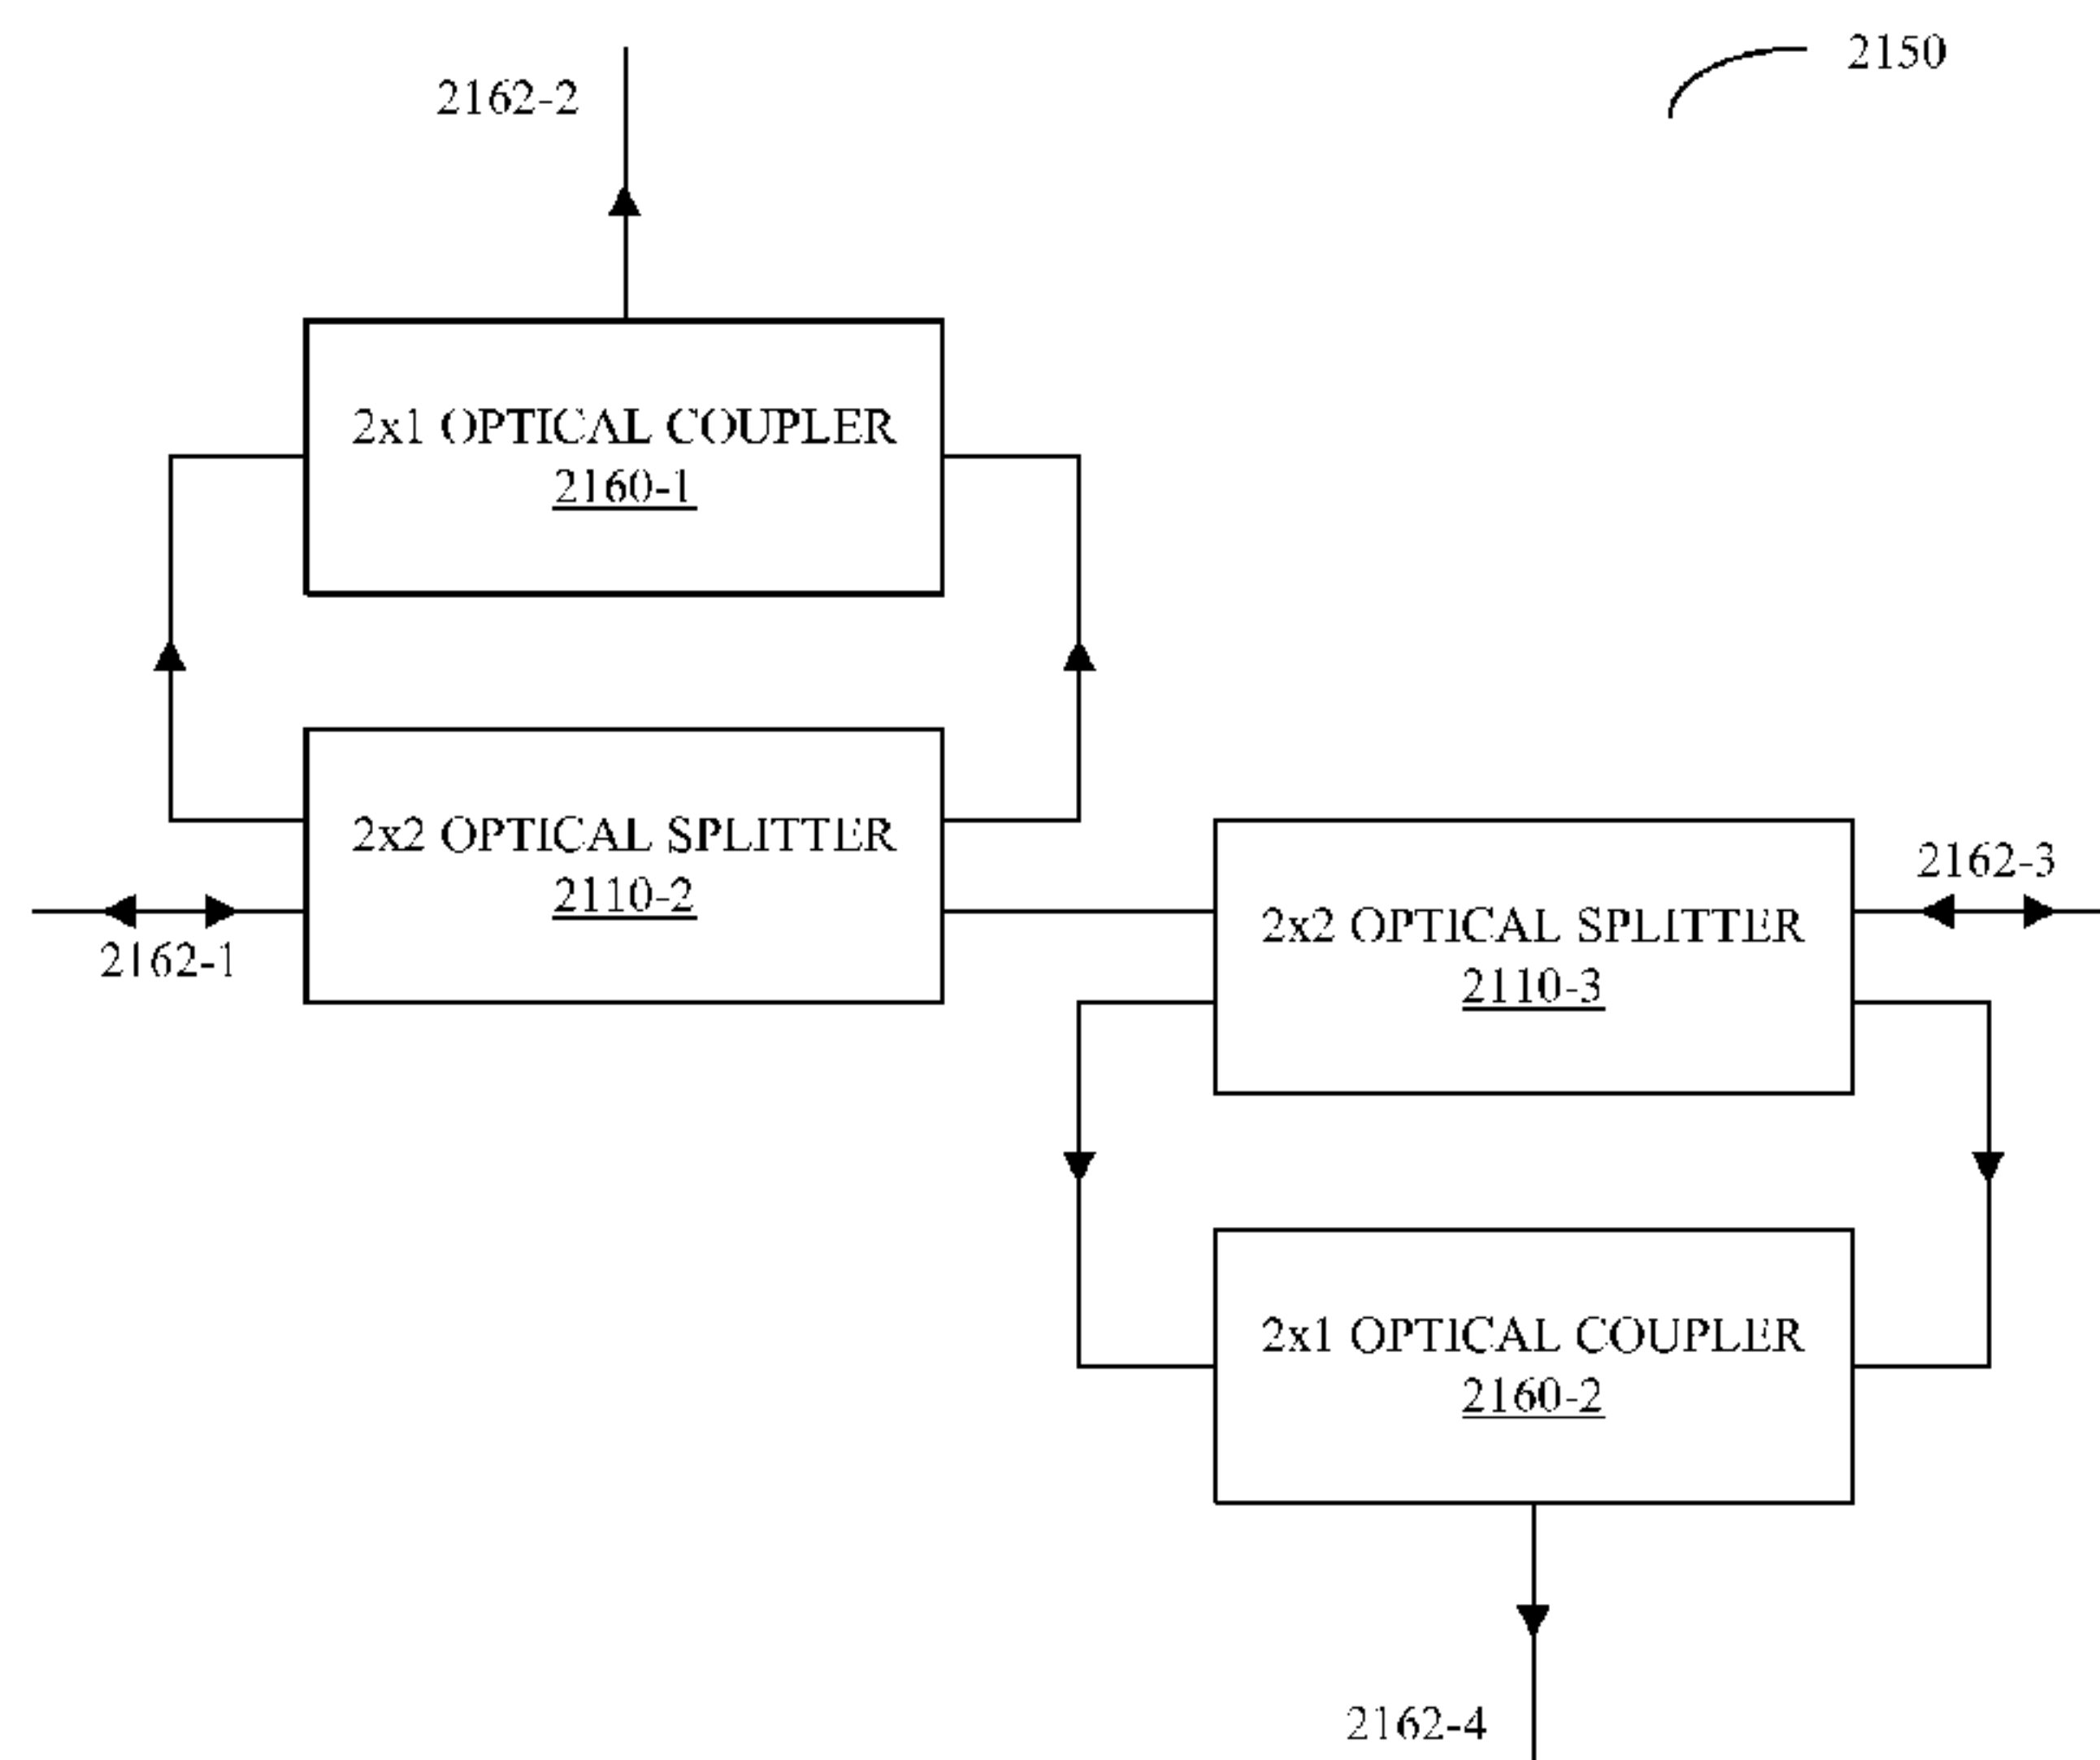 2150
2162-2
2x1 OPTICAL COUPLER
2160-1
2x2 OPTICAL SPLITTER
2110-2
2162-1
2162-3
2x2 OPTICAL SPLITTER
2110-3
2x1 OPTICAL COUPLER
2160-2
2162-4